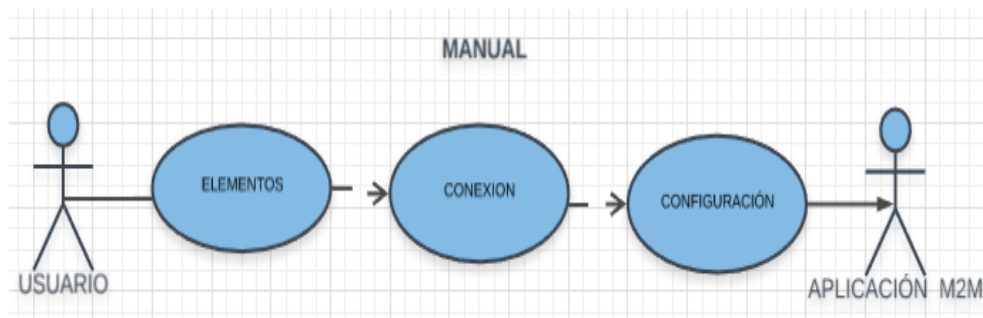 MANUAL
ELEMENTOS
CONEXION
CONFIGURACIÓN
USUARIO
APLICACIÓN M2M